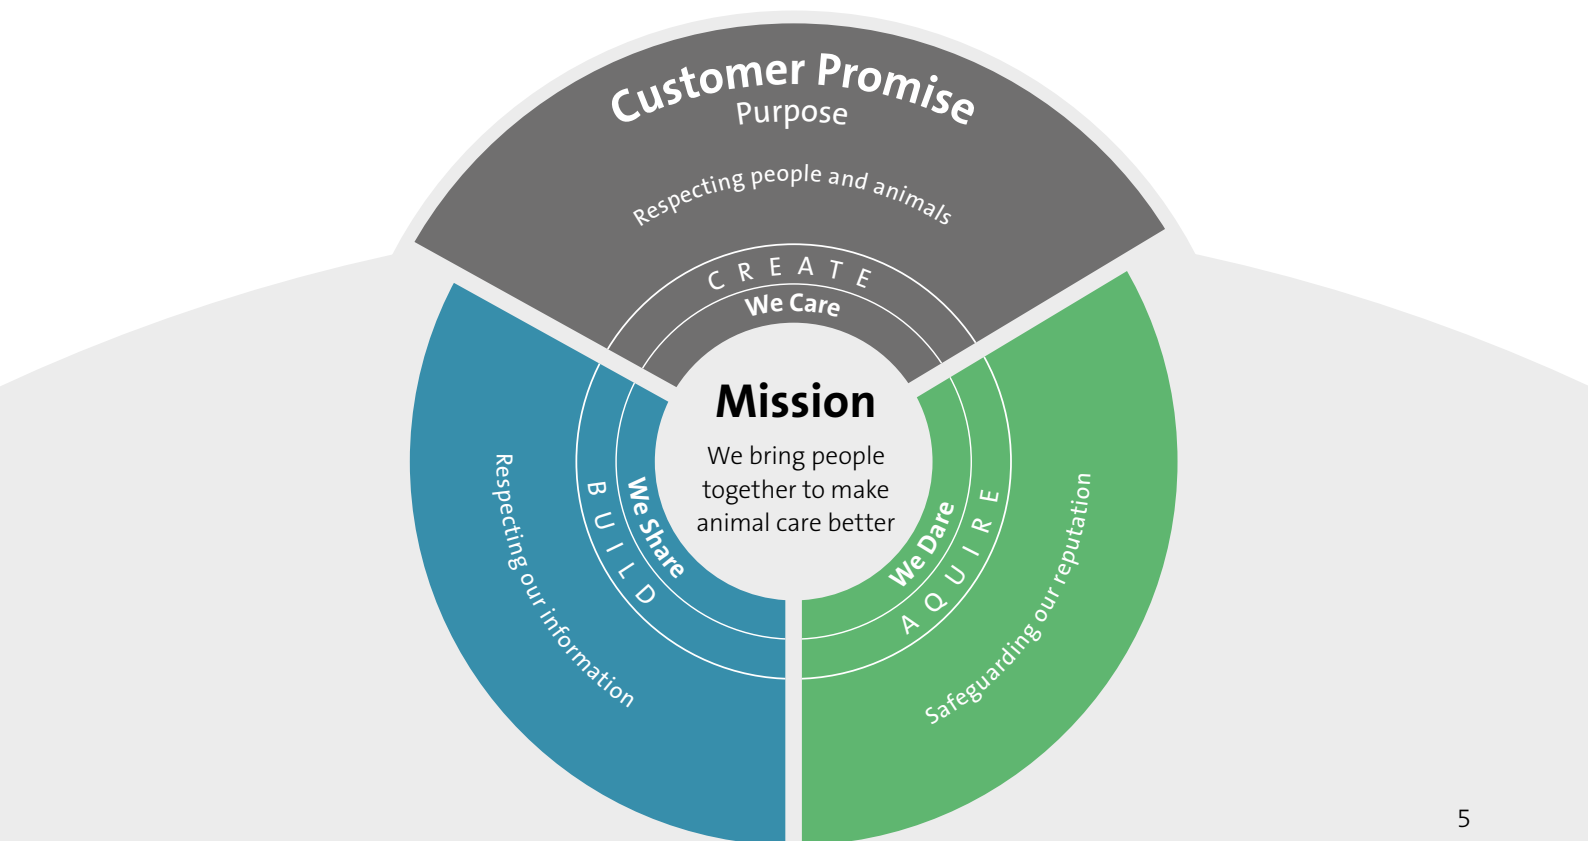 Customer Promise
Purpose
Respecting people and animals
CREATE
We Care
Mission
We bring people
together to make
animal care better
Respecting our information
BUILD
We Share
We Dare
AQUIRE
Safeguarding our reputation
5